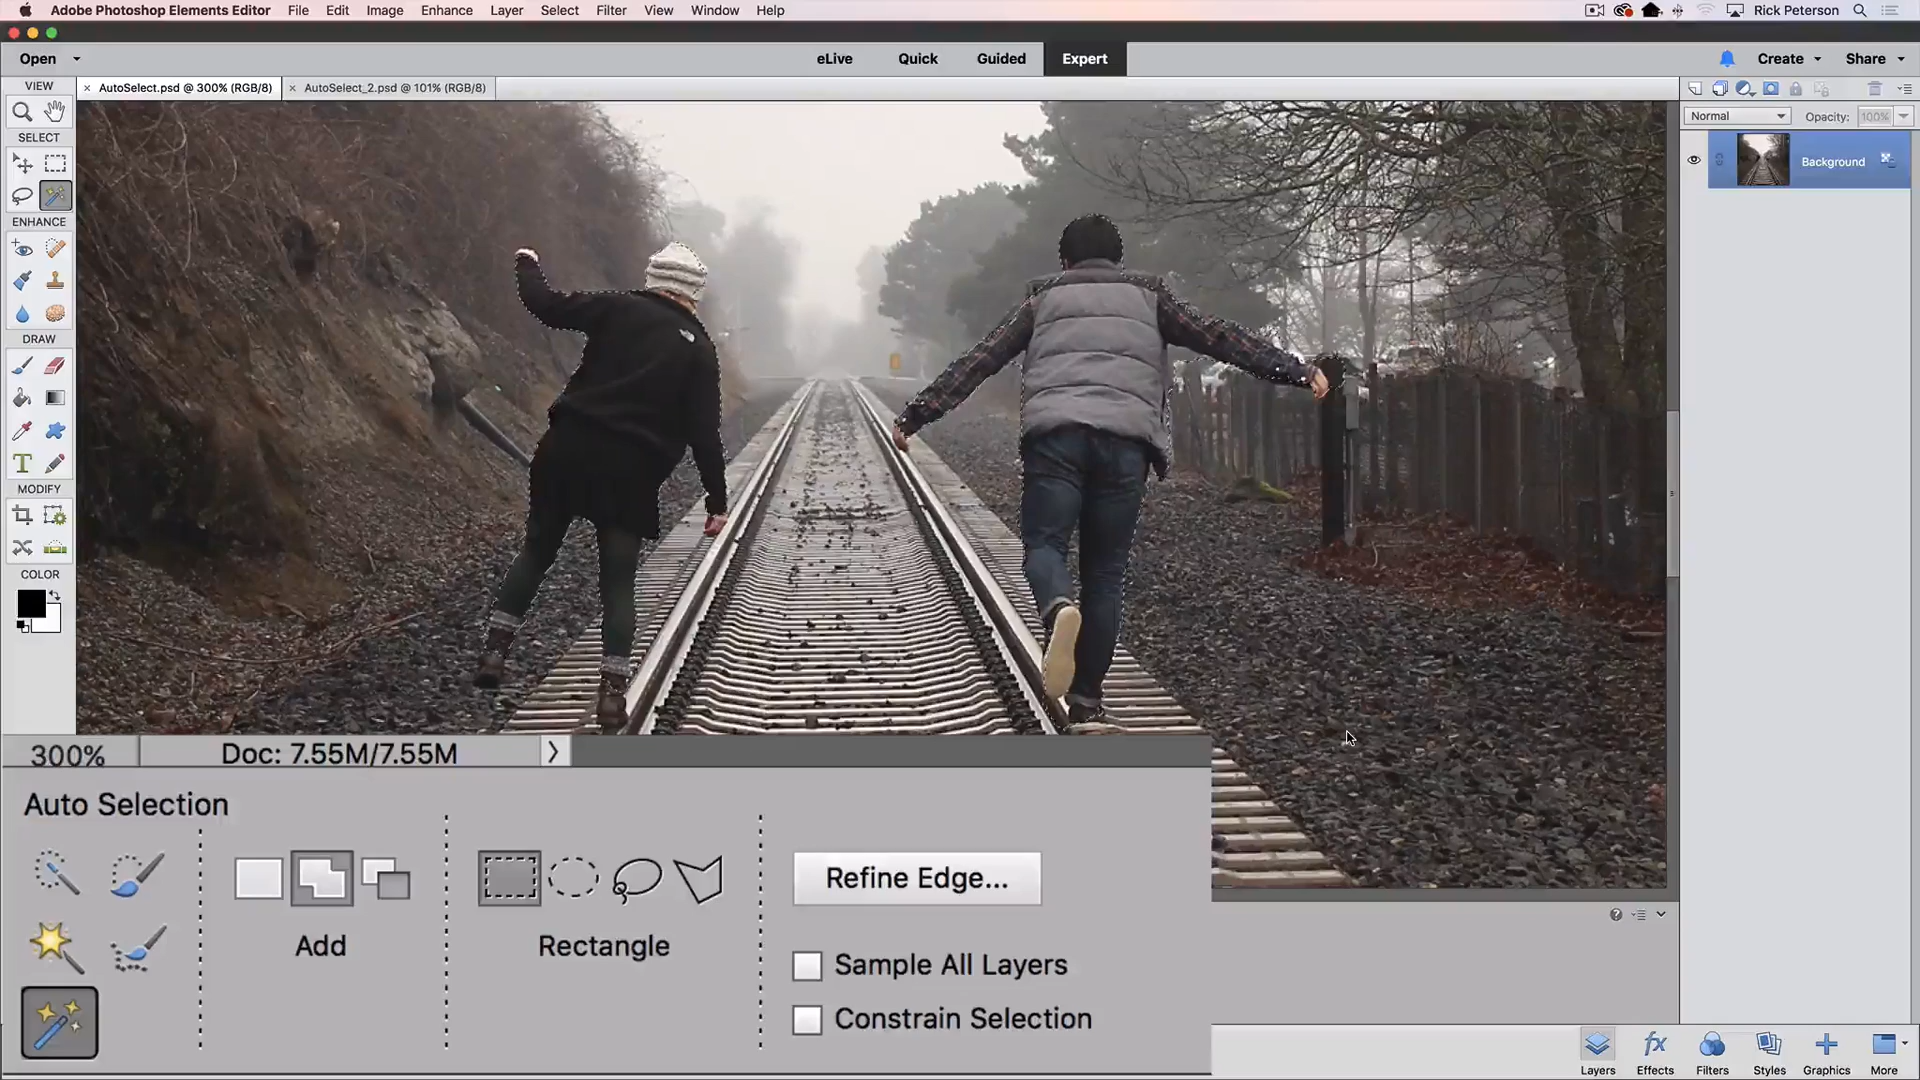 Adobe Photoshop Elements Editor File Edit Image Enhance Layer Select Filter View Window Help Rick Peterson
Open eLive Quick Guided Expert Create Share
VIEW
AutoSelect.psd @ 300% (RGB/8) AutoSelect_2.psd @ 101% (RGB/8)
Normal Opacity: 100%
SELECT
Background
ENHANCE
DRAW
T
MODIFY
COLOR
300% Doc: 7.55M/7.55M
Auto Selection
Refine Edge...
Add Rectangle
Sample All Layers
Constrain Selection
fx
Layers Effects Filters Styles Graphics More